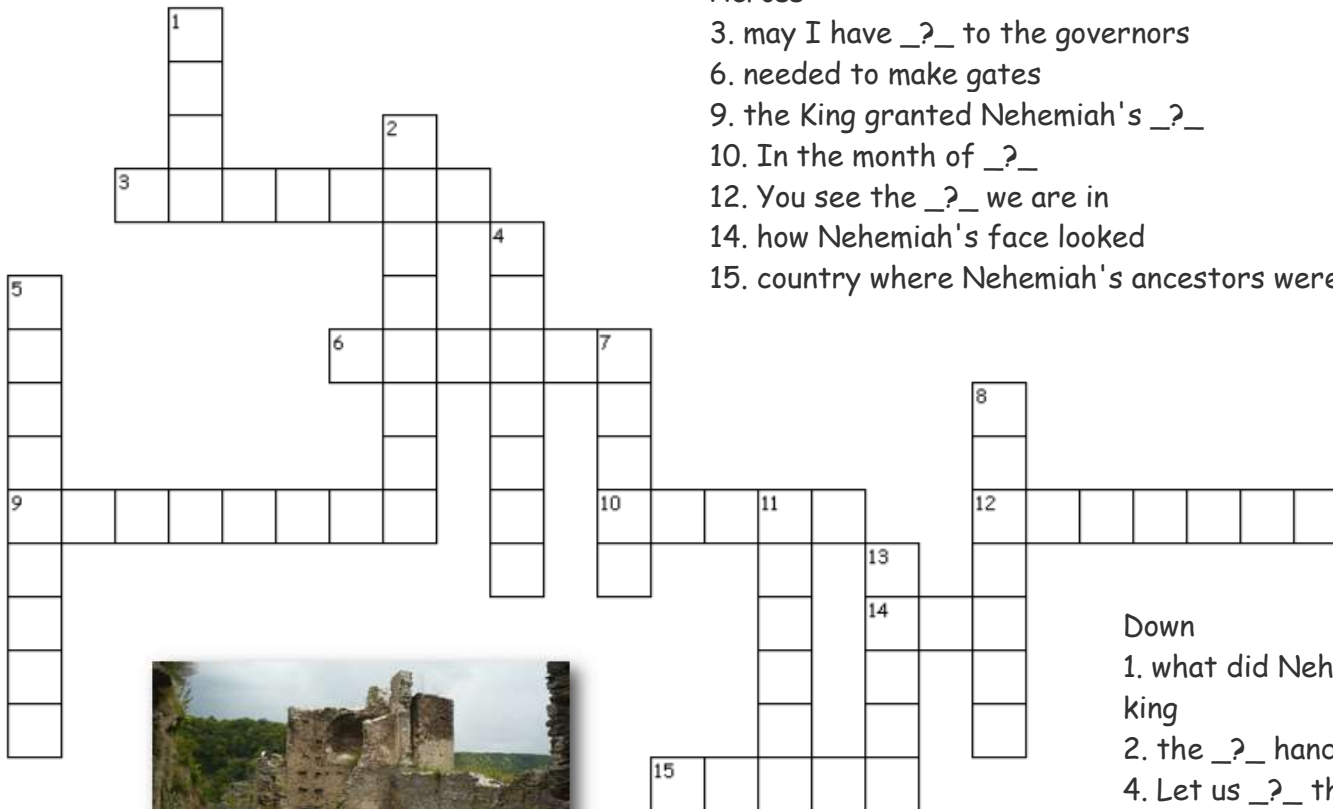 Across
3. may I have _?_ to the governors
6. needed to make gates
9. the King granted Nehemiah's _?_
10. In the month of _?_
12. You see the _?_ we are in
14. how Nehemiah's face looked
15. country where Nehemiah's ancestors were
1
2
3
4
5
6
7
8
9
10
11
12
13
14
15
Down
1. what did Neh
king
2. the _?_ hand
4. Let us _?_ th